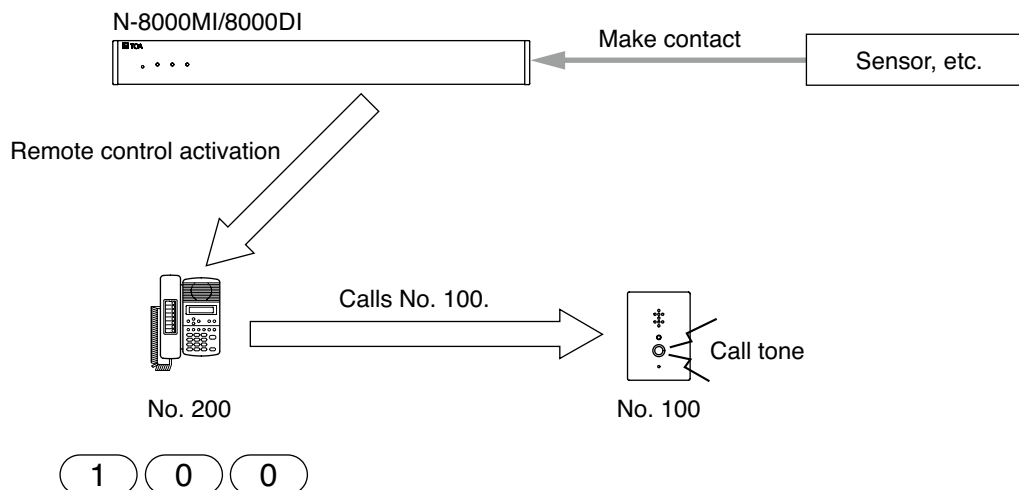 N-8000MI/8000DI
TOA
Make contact
Sensor, etc.
Remote control activation
Calls No. 100.
Call tone
No. 200
No. 100
1 0 0